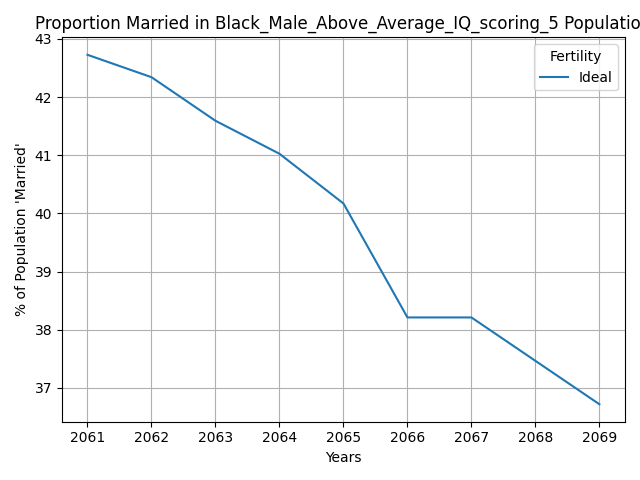 Proportion Married in Black_Male_Above_Average_IQ_scoring_5 Populatio
Fertility
Ideal
43
42
41
40
39
38
37
% of Population 'Married'
2061 2062 2063 2064 2065 2066 2067 2068 2069
Years